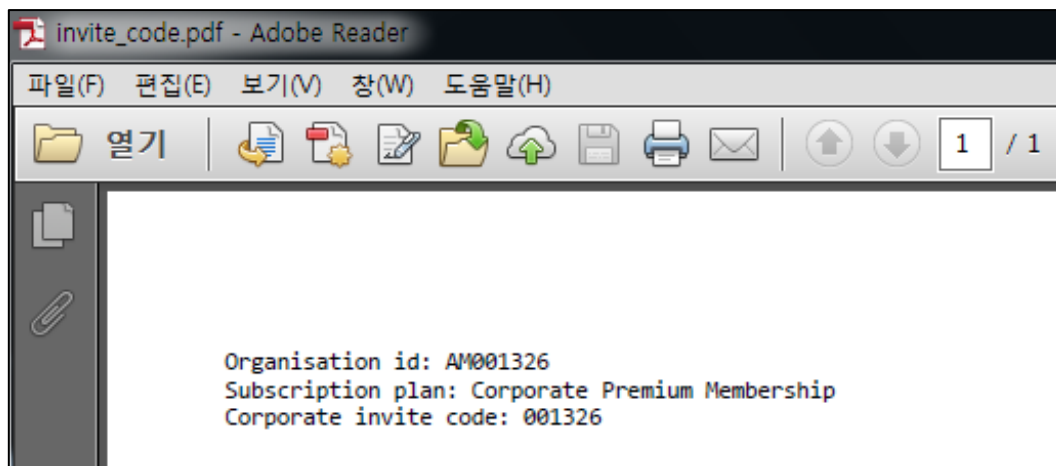 invite_code.pdf - Adobe Reader
파일(F) 편집(E) 보기(V) 창(W) 도움말(H)
열기 1 / 1
Organisation id: AM001326
Subscription plan: Corporate Premium Membership
Corporate invite code: 001326